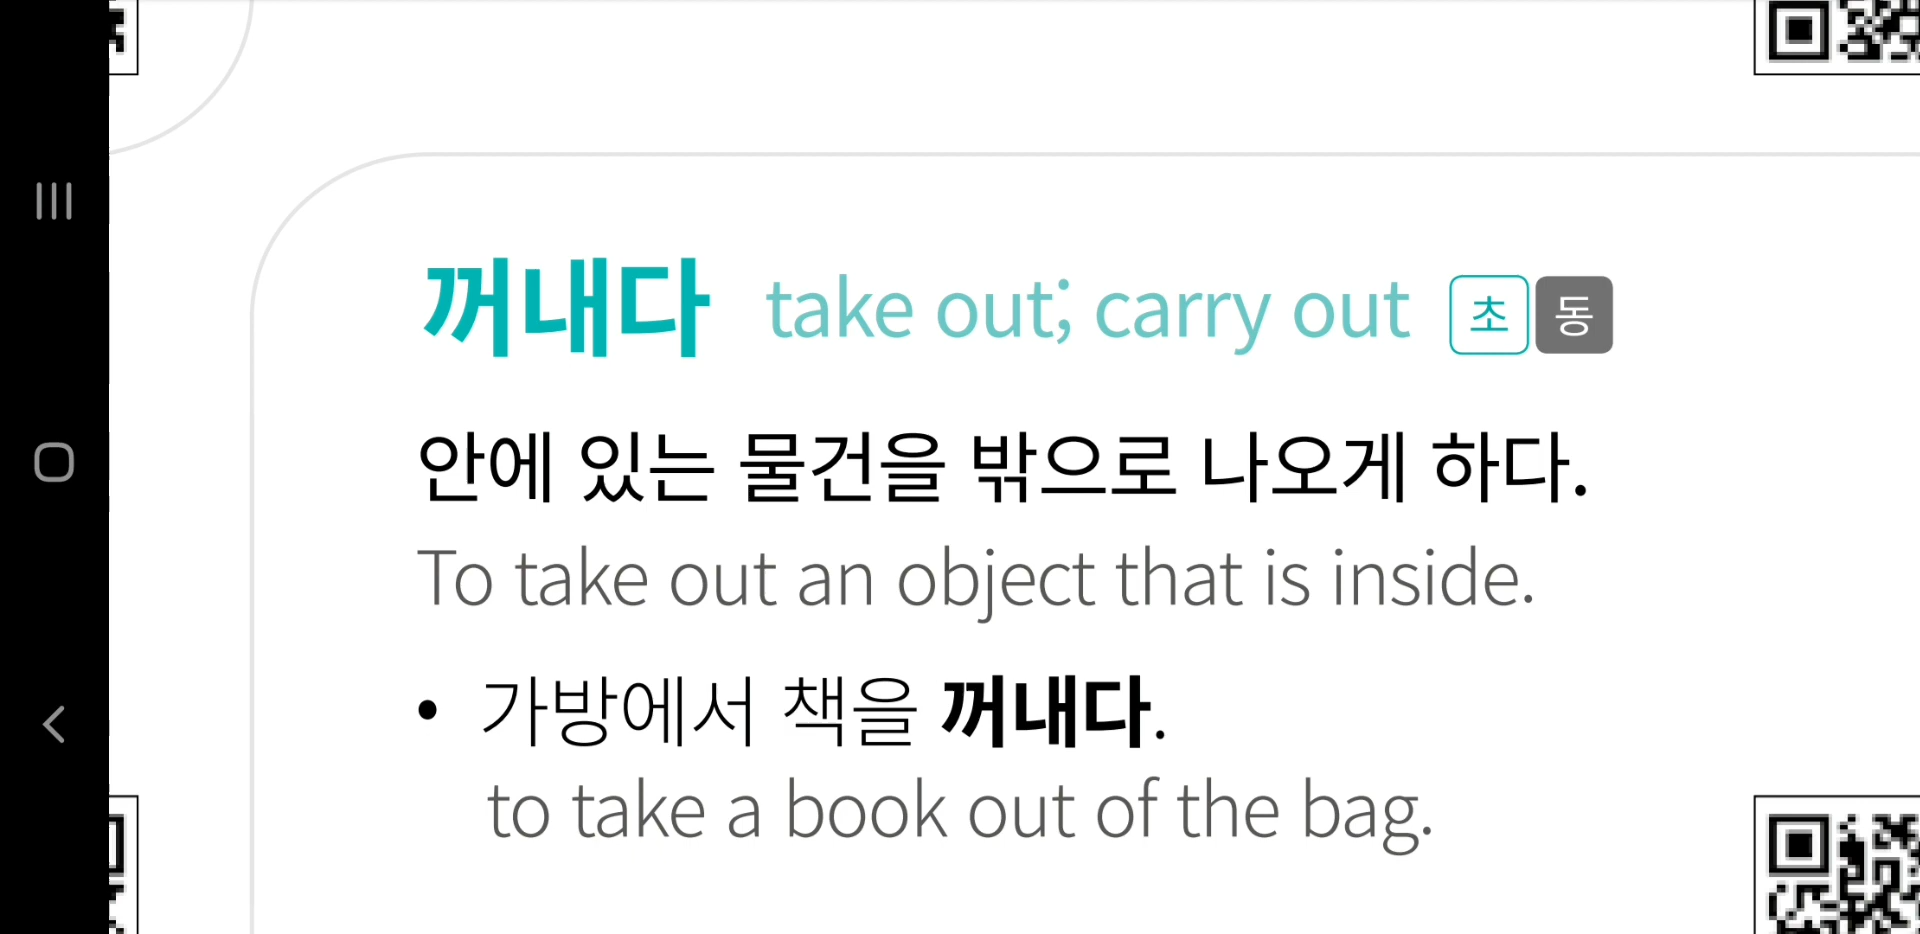 꺼내다 take out; carry out 초 동
안에 있는 물건을 밖으로 나오게 하다.
To take out an object that is inside.
• 가방에서 책을 꺼내다.
to take a book out of the bag.